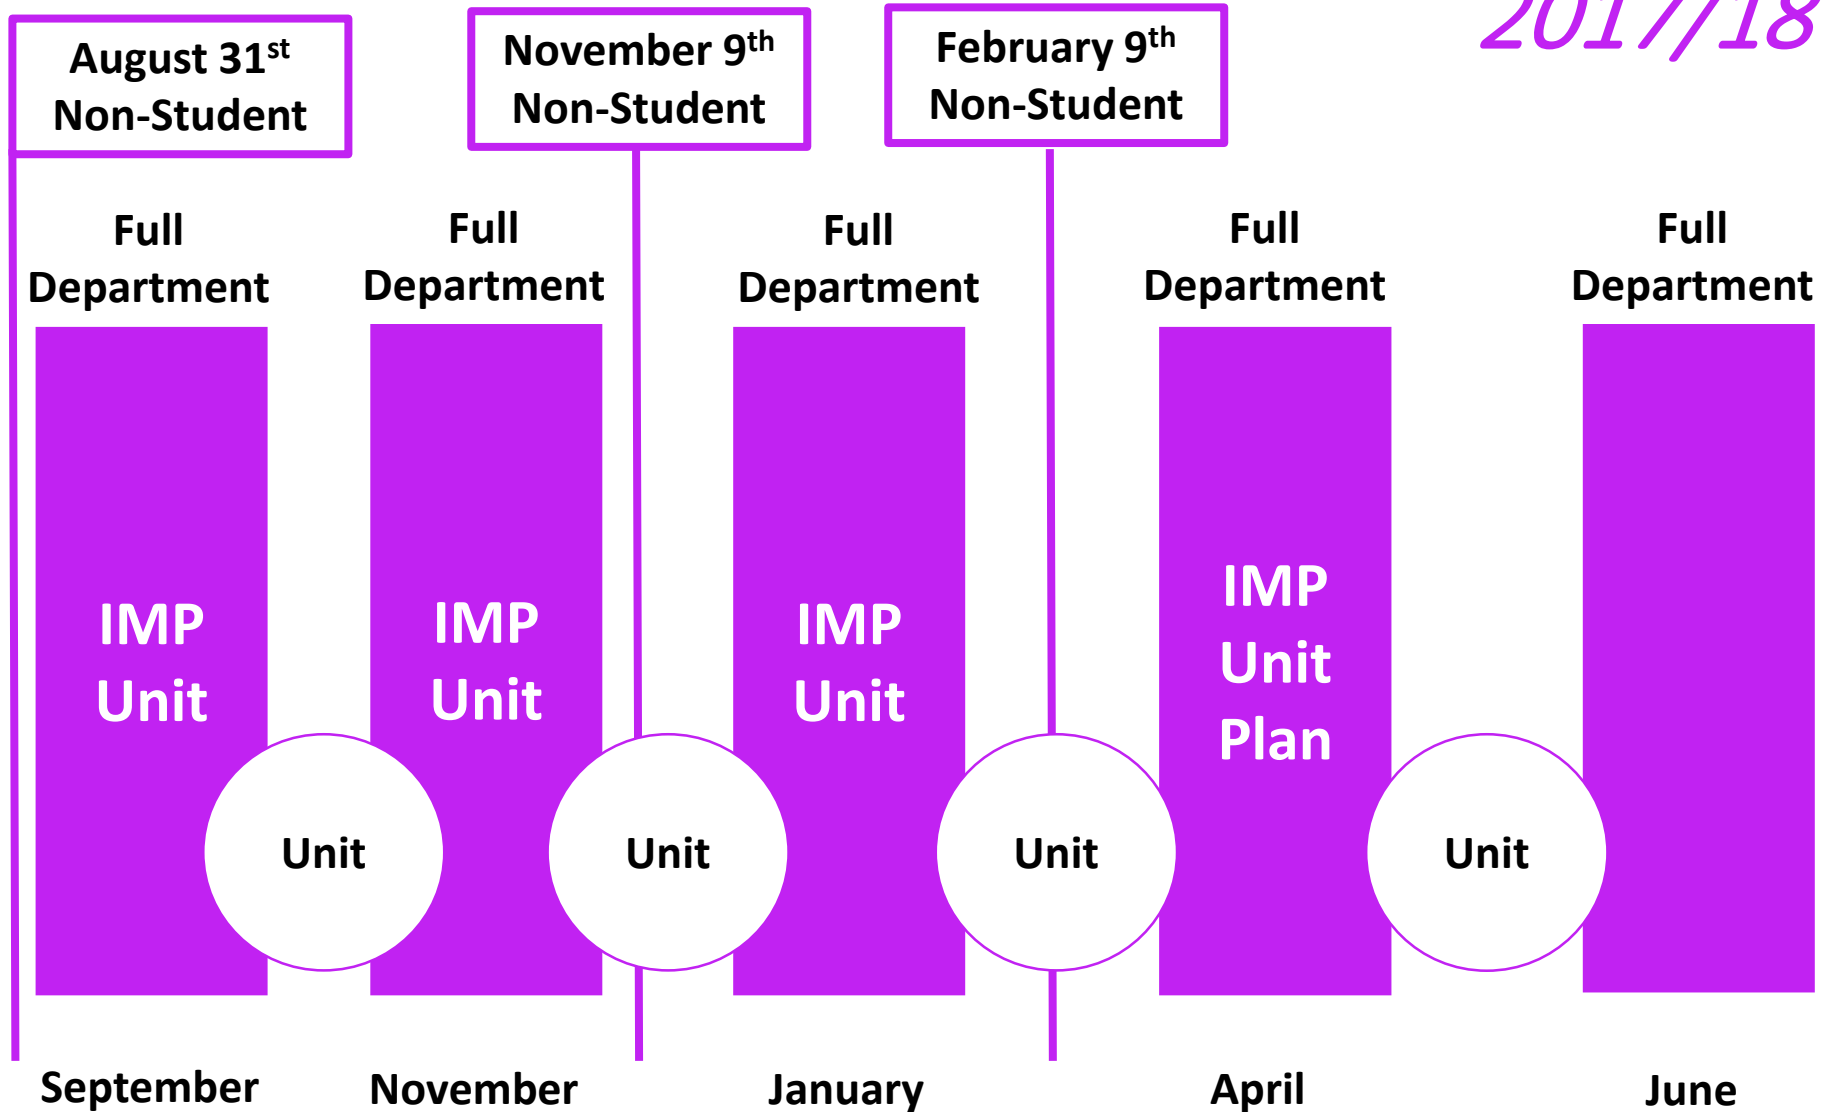 2017//18
August 31st
Non-Student
November 9th
Non-Student
February 9th
Non-Student
Full
Department
Full
Department
Full
Department
Full
Department
Full
Department
IMP
Unit
IMP
Unit
IMP
Unit
IMP
Unit
Plan
Unit
Unit
Unit
Unit
September
November
January
April
June